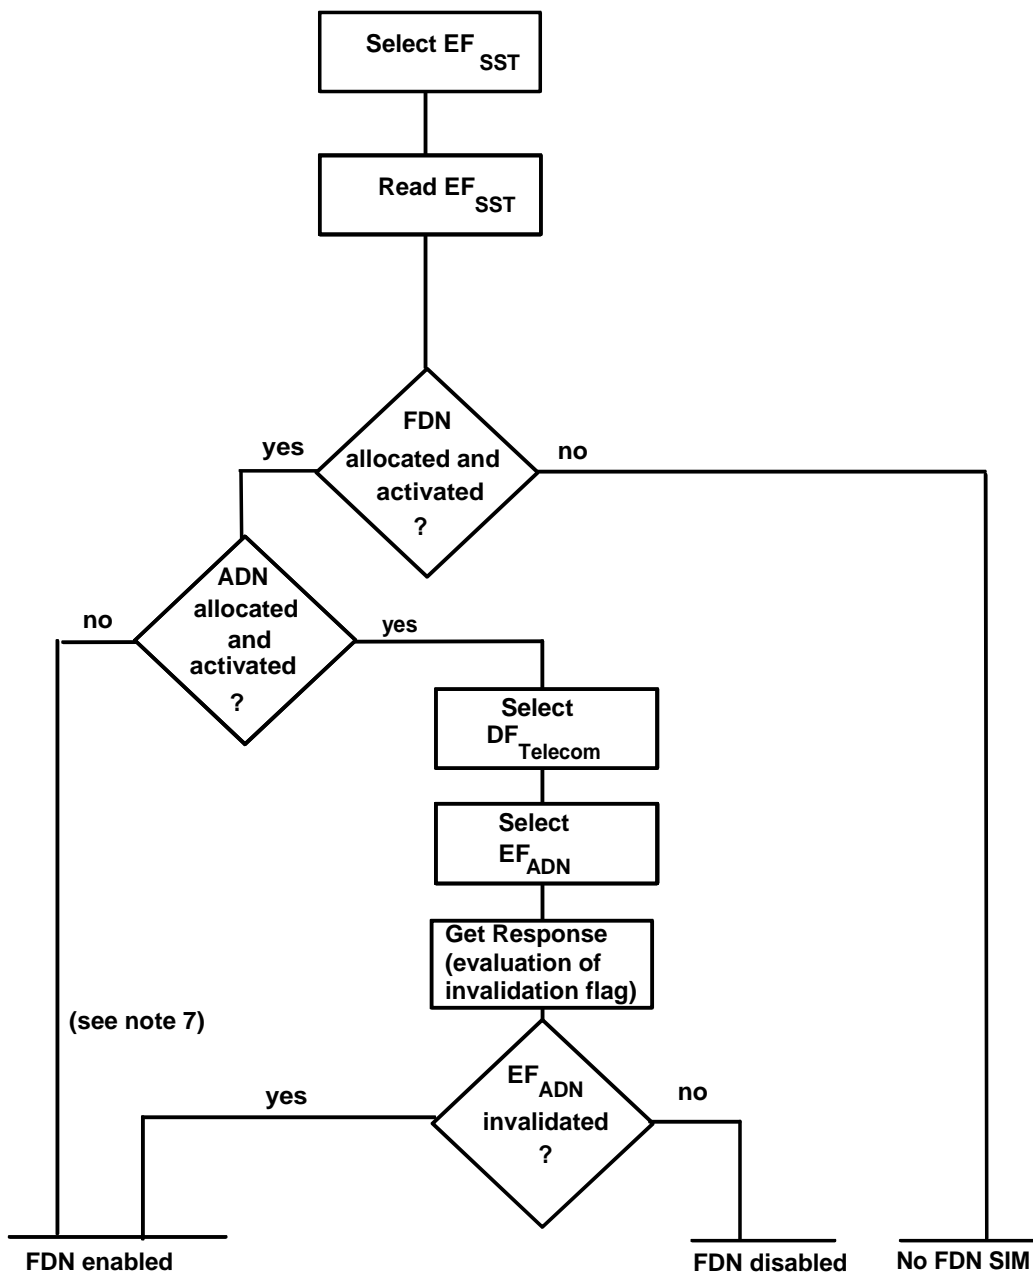 Select EF SST
Read EF SST
FDN
allocated and
activated
?
yes
no
ADN
allocated
and
activated
?
no
yes
Select
DF Telecom
Select
EF ADN
Get Response
(evaluation of
invalidation flag)
(see note 7)
EF ADN
invalidated
?
yes
no
FDN enabled
FDN disabled
No FDN SIM